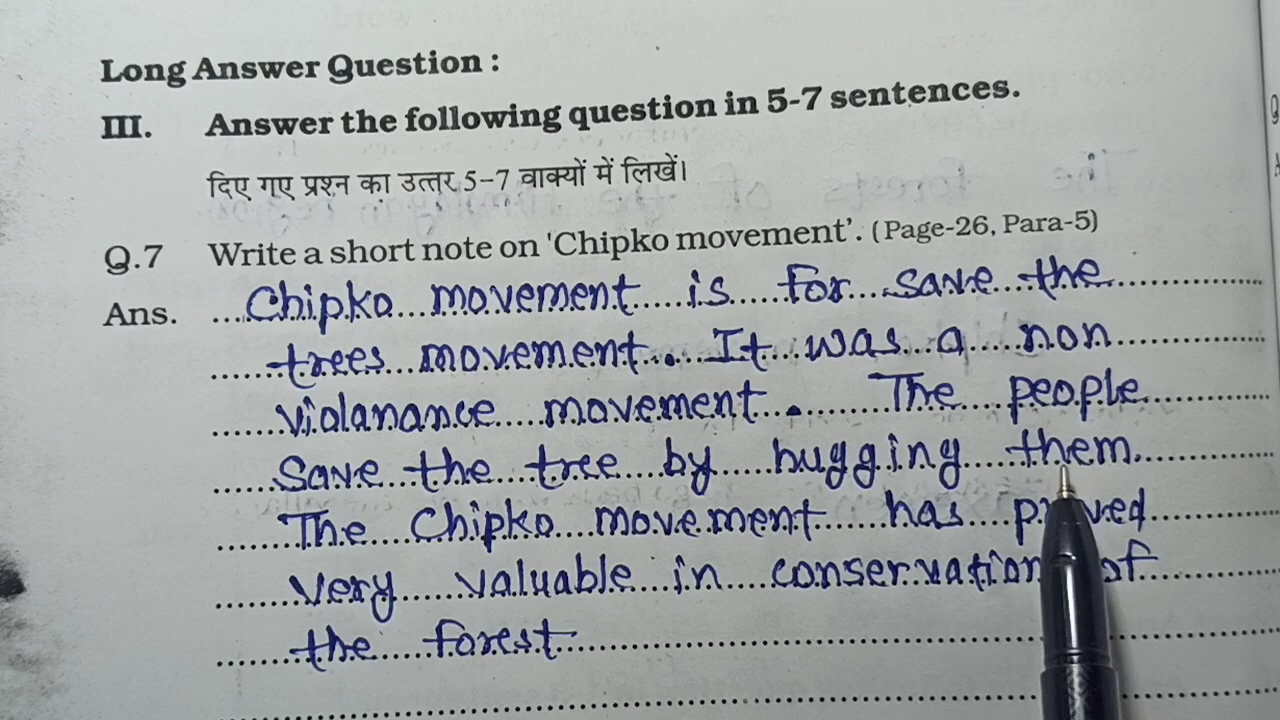 Long Answer Question :
III. Answer the following question in 5-7 sentences.
दिए गए प्रश्न का उत्तर 5-7 वाक्यों में लिखें।
Q.7 Write a short note on 'Chipko movement'. (Page-26, Para-5)
Ans. Chipko movement is for save the
trees movement. It was a non
violanance movement. The people
save the tree by hugging them.
The Chipko movement has proved
very valuable in conservation of
the forest